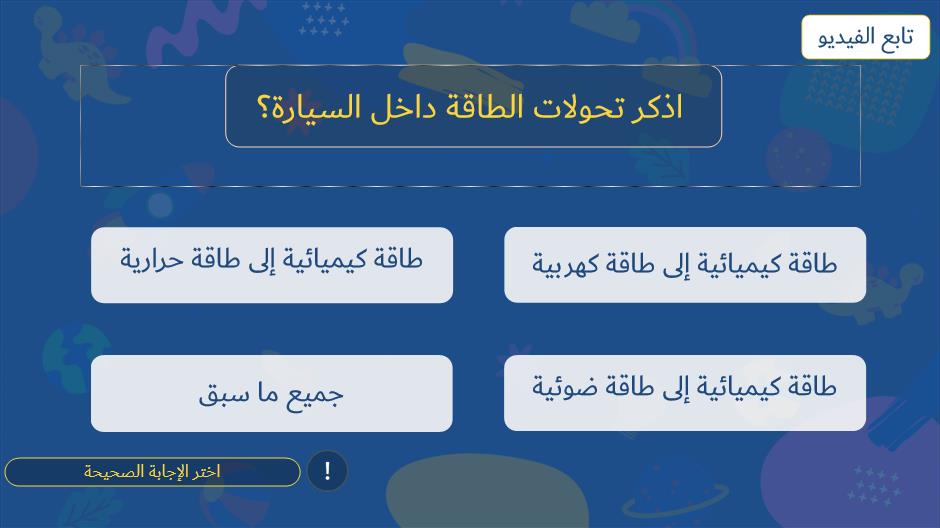 تابع الفيديو
اذكر تحولات الطاقة داخل السيارة؟
طاقة كيميائية إلى طاقة كهربية
طاقة كيميائية إلى طاقة حرارية
طاقة كيميائية إلى طاقة ضوئية
جميع ما سبق
!
اختر الإجابة الصحيحة